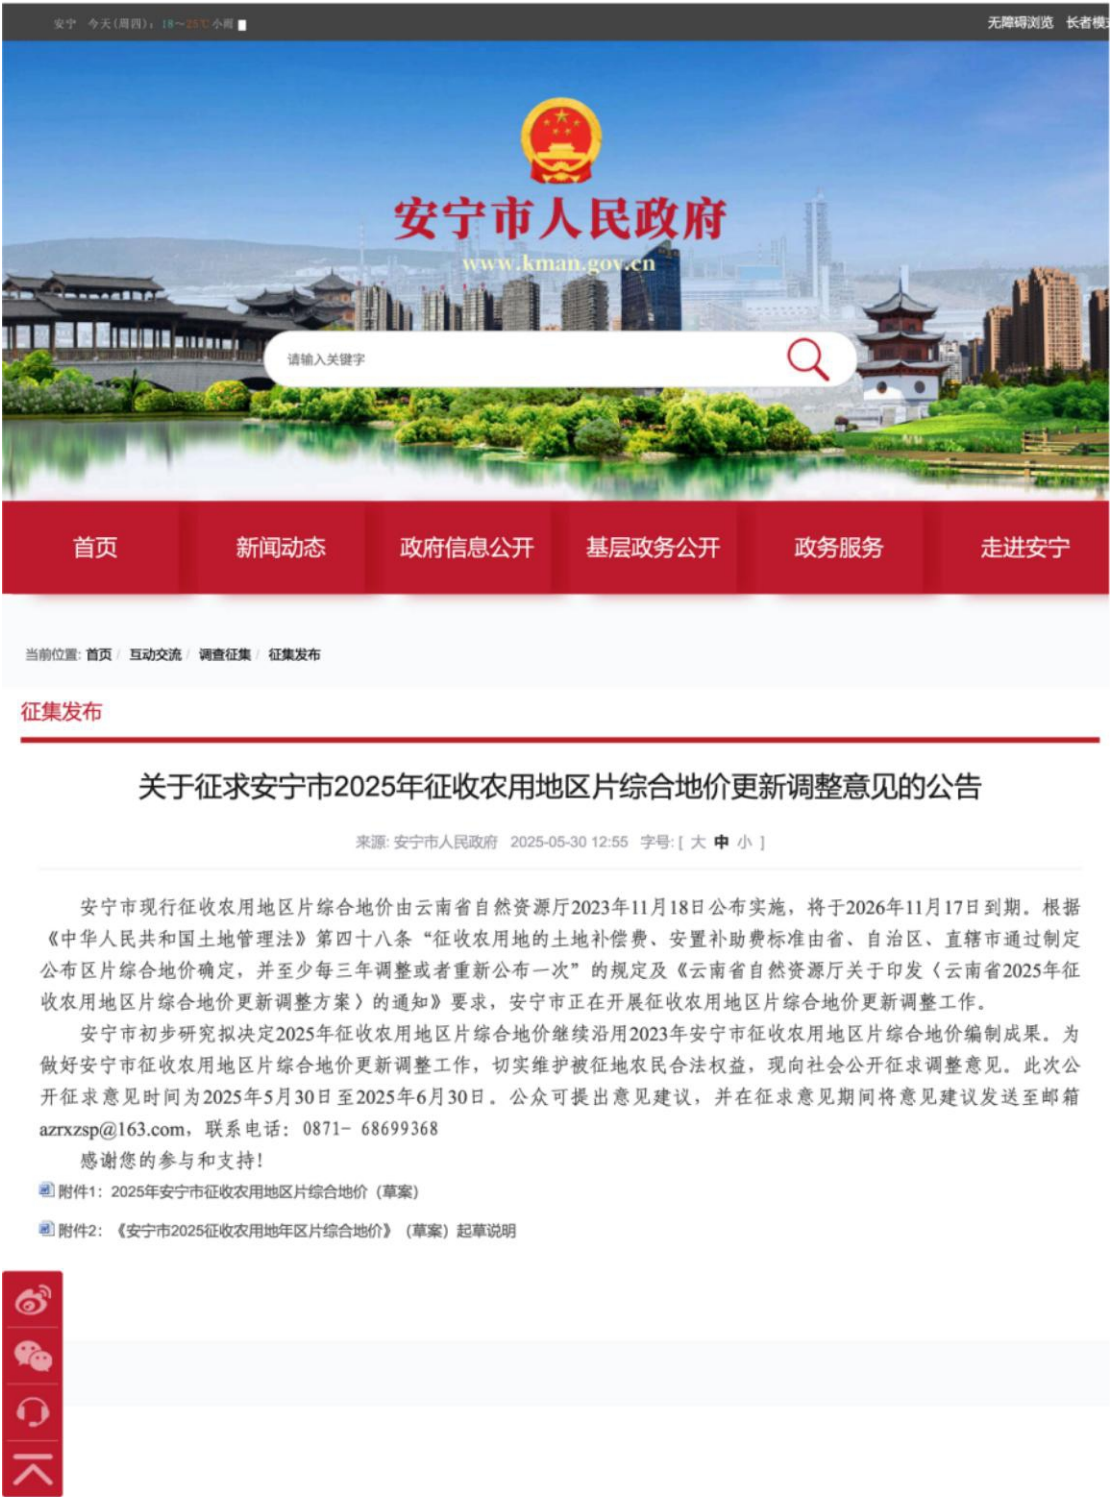 安宁 今天(周四)：18～25℃小雨
无障碍浏览 长者模式
安宁市人民政府
www.kman.gov.cn
请输入关键字
首页 新闻动态 政府信息公开 基层政务公开 政务服务 走进安宁
当前位置: 首页 / 互动交流 / 调查征集 / 征集发布
征集发布
关于征求安宁市2025年征收农用地区片综合地价更新调整意见的公告
来源: 安宁市人民政府 2025-05-30 12:55 字号: [ 大 中 小 ]
安宁市现行征收农用地区片综合地价由云南省自然资源厅2023年11月18日公布实施，将于2026年11月17日到期。根据
《中华人民共和国土地管理法》第四十八条“征收农用地的土地补偿费、安置补助费标准由省、自治区、直辖市通过制定
公布区片综合地价确定，并至少每三年调整或者重新公布一次”的规定及《云南省自然资源厅关于印发〈云南省2025年征
收农用地区片综合地价更新调整方案〉的通知》要求，安宁市正在开展征收农用地区片综合地价更新调整工作。
安宁市初步研究拟决定2025年征收农用地区片综合地价继续沿用2023年安宁市征收农用地区片综合地价编制成果。为
做好安宁市征收农用地区片综合地价更新调整工作，切实维护被征地农民合法权益，现向社会公开征求调整意见。此次公
开征求意见时间为2025年5月30日至2025年6月30日。公众可提出意见建议，并在征求意见期间将意见建议发送至邮箱
azrxzsp@163.com，联系电话：0871- 68699368
感谢您的参与和支持！
附件1：2025年安宁市征收农用地区片综合地价（草案）
附件2：《安宁市2025征收农用地年区片综合地价》（草案）起草说明